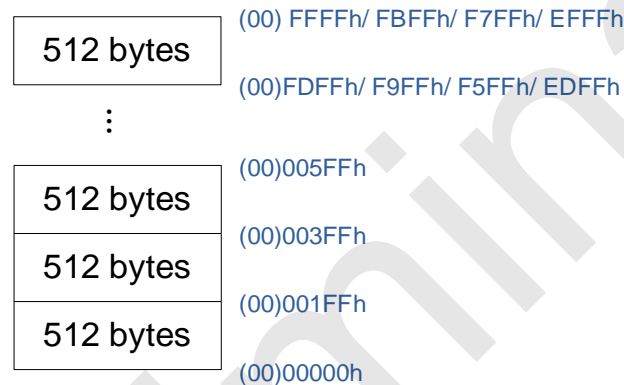 (00) FFFFh/ FBFFh/ F7FFh/ EFFFh
512 bytes
(00)FDFFh/ F9FFh/ F5FFh/ EDFFh
⋮
(00)005FFh
512 bytes
(00)003FFh
512 bytes
(00)001FFh
512 bytes
(00)00000h